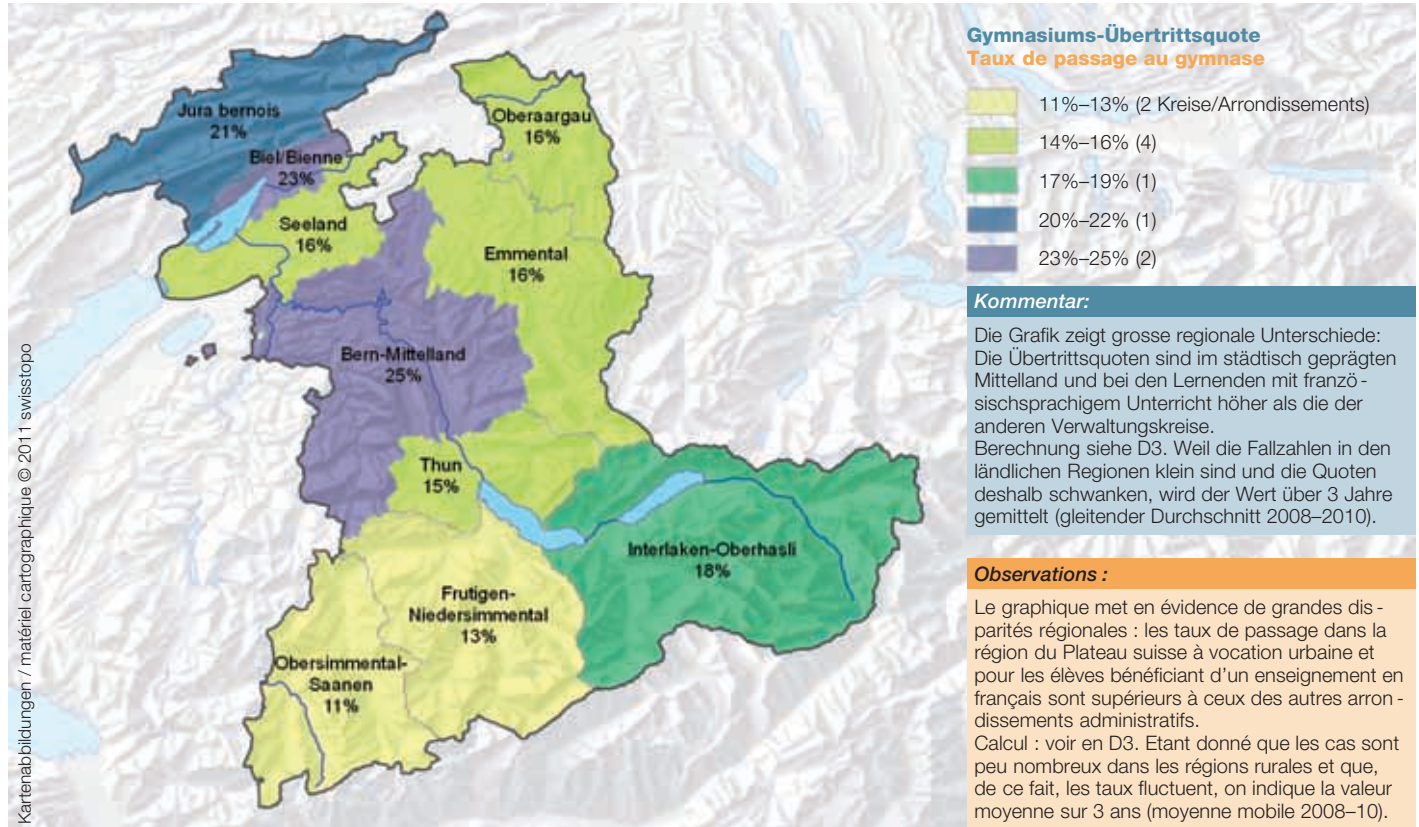 Jura bernois
21%
Biel/Bienne
23%
Seeland
16%
Oberaargau
16%
Emmental
16%
Bern-Mittelland
25%
Thun
15%
Interlaken-Oberhasli
18%
Frutigen-
Niedersimmental
13%
Obersimmental-
Saanen
11%
Kartenabbildungen / matériel cartographique © 2011 swisstopo
Gymnasiums-Übertrittsquote
Taux de passage au gymnase
11%–13% (2 Kreise/Arrondissements)
14%–16% (4)
17%–19% (1)
20%–22% (1)
23%–25% (2)
Kommentar:
Die Grafik zeigt grosse regionale Unterschiede:
Die Übertrittsquoten sind im städtisch geprägten
Mittelland und bei den Lernenden mit franzö -
sischsprachigem Unterricht höher als die der
anderen Verwaltungskreise.
Berechnung siehe D3. Weil die Fallzahlen in den
ländlichen Regionen klein sind und die Quoten
deshalb schwanken, wird der Wert über 3 Jahre
gemittelt (gleitender Durchschnitt 2008–2010).
Observations :
Le graphique met en évidence de grandes dis -
parités régionales : les taux de passage dans la
région du Plateau suisse à vocation urbaine et
pour les élèves bénéficiant d'un enseignement en
français sont supérieurs à ceux des autres arron -
dissements administratifs.
Calcul : voir en D3. Etant donné que les cas sont
peu nombreux dans les régions rurales et que,
de ce fait, les taux fluctuent, on indique la valeur
moyenne sur 3 ans (moyenne mobile 2008–10).